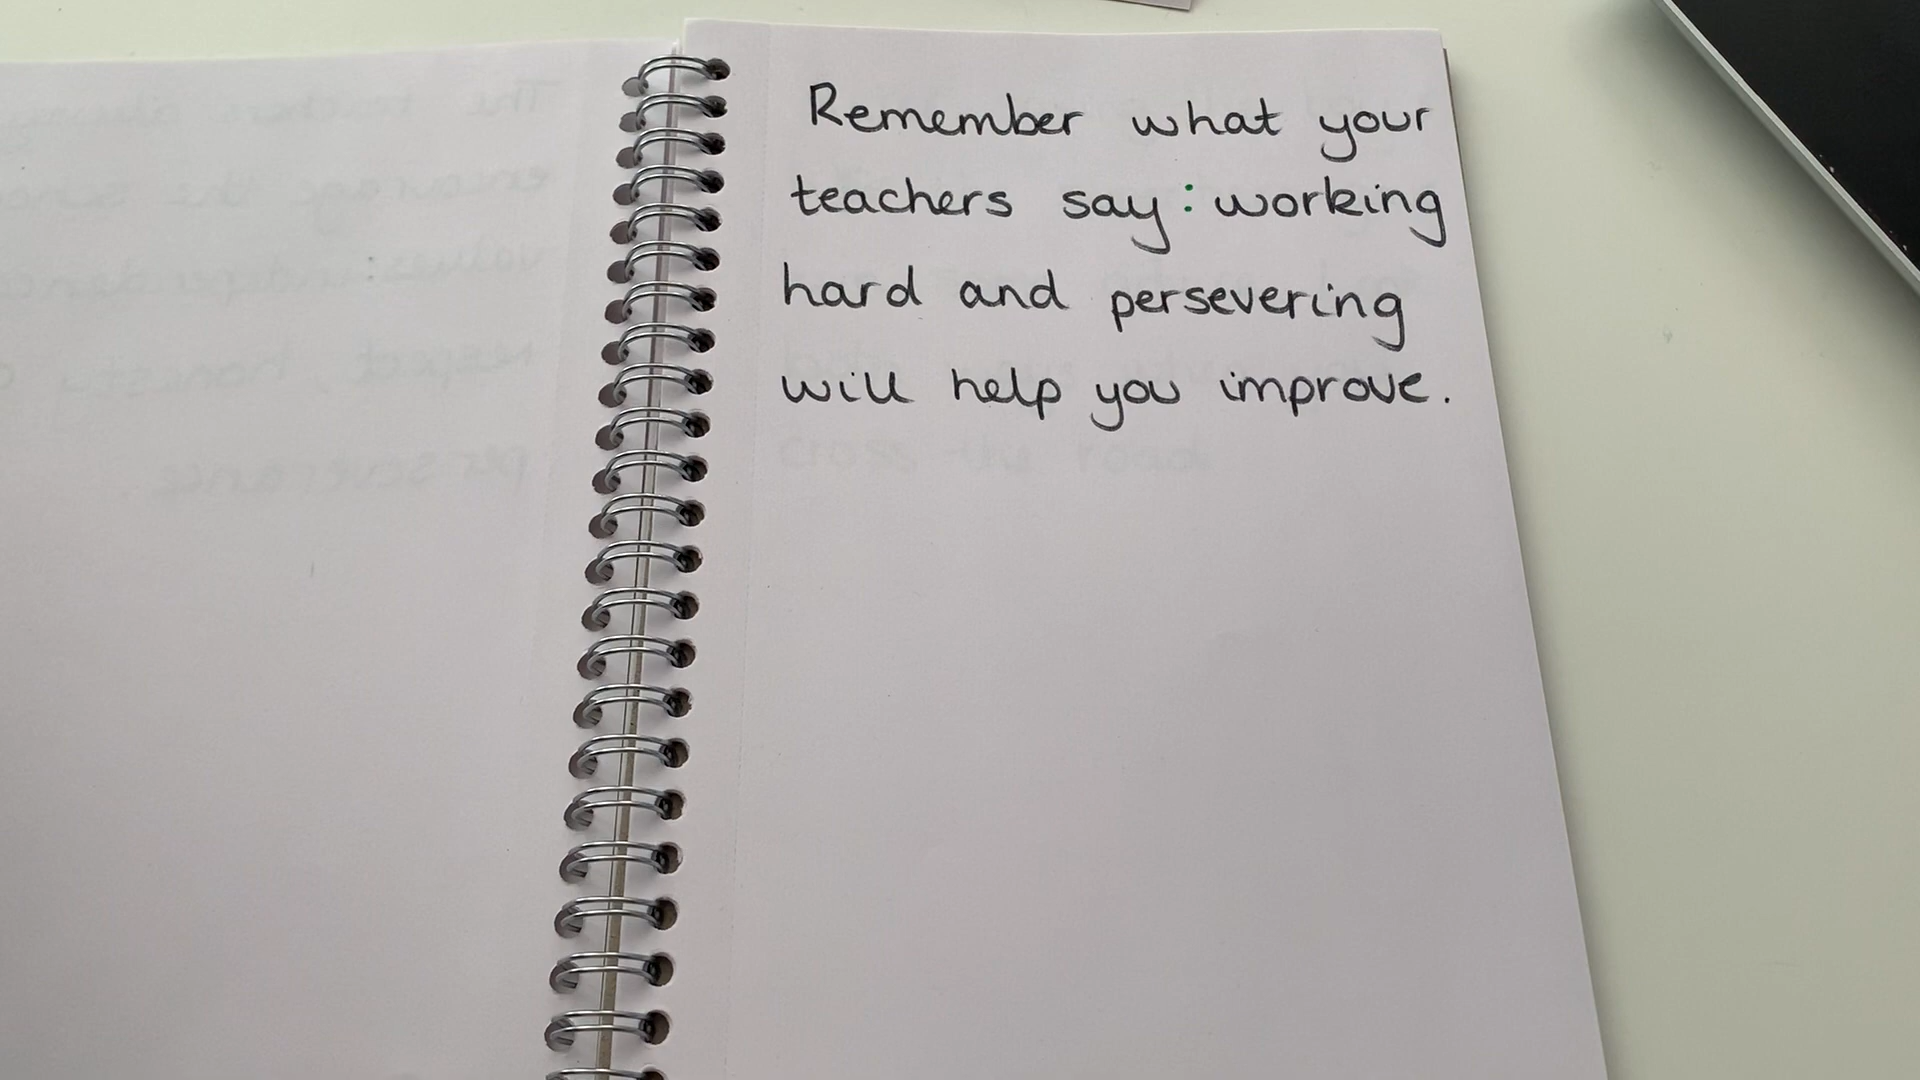 Remember what your
teachers say: working
hard and persevering
will help you improve.